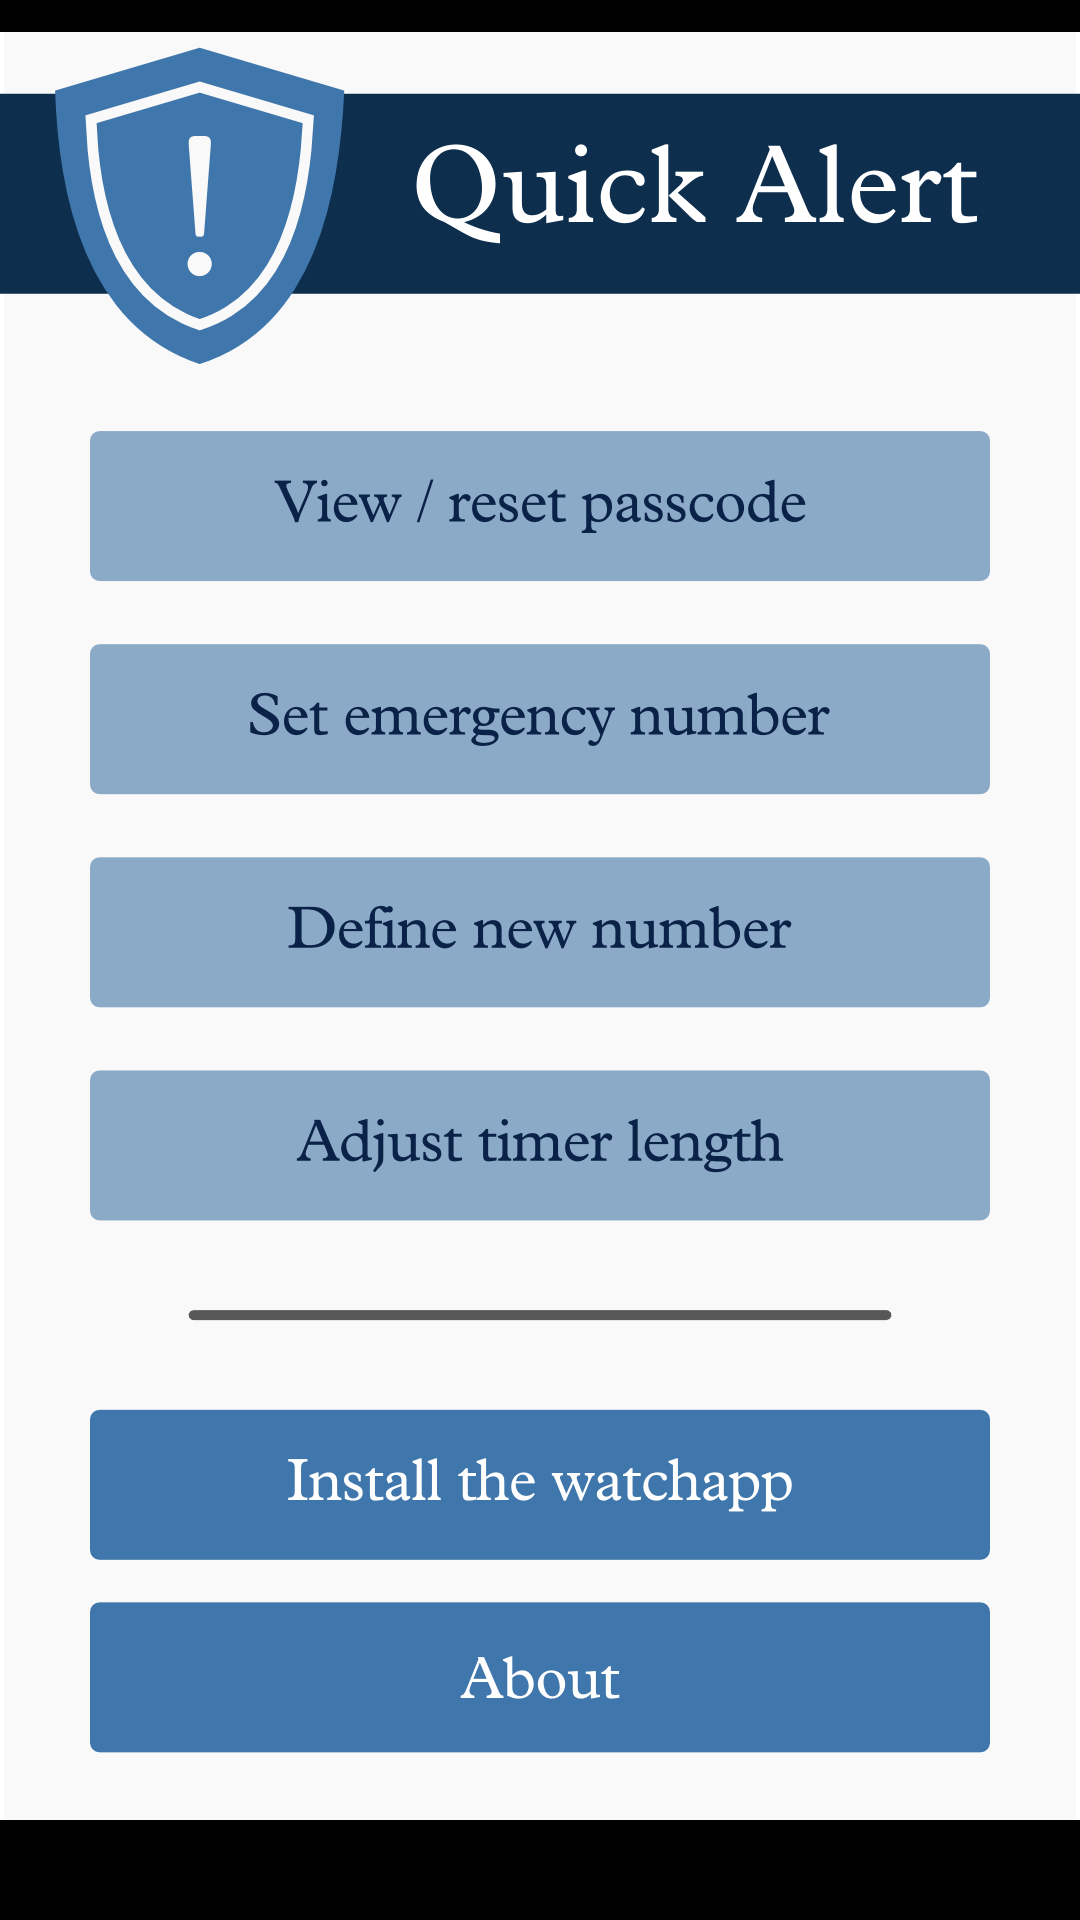 !
Quick Alert
View / reset passcode
Set emergency number
Define new number
Adjust timer length
Install the watchapp
About